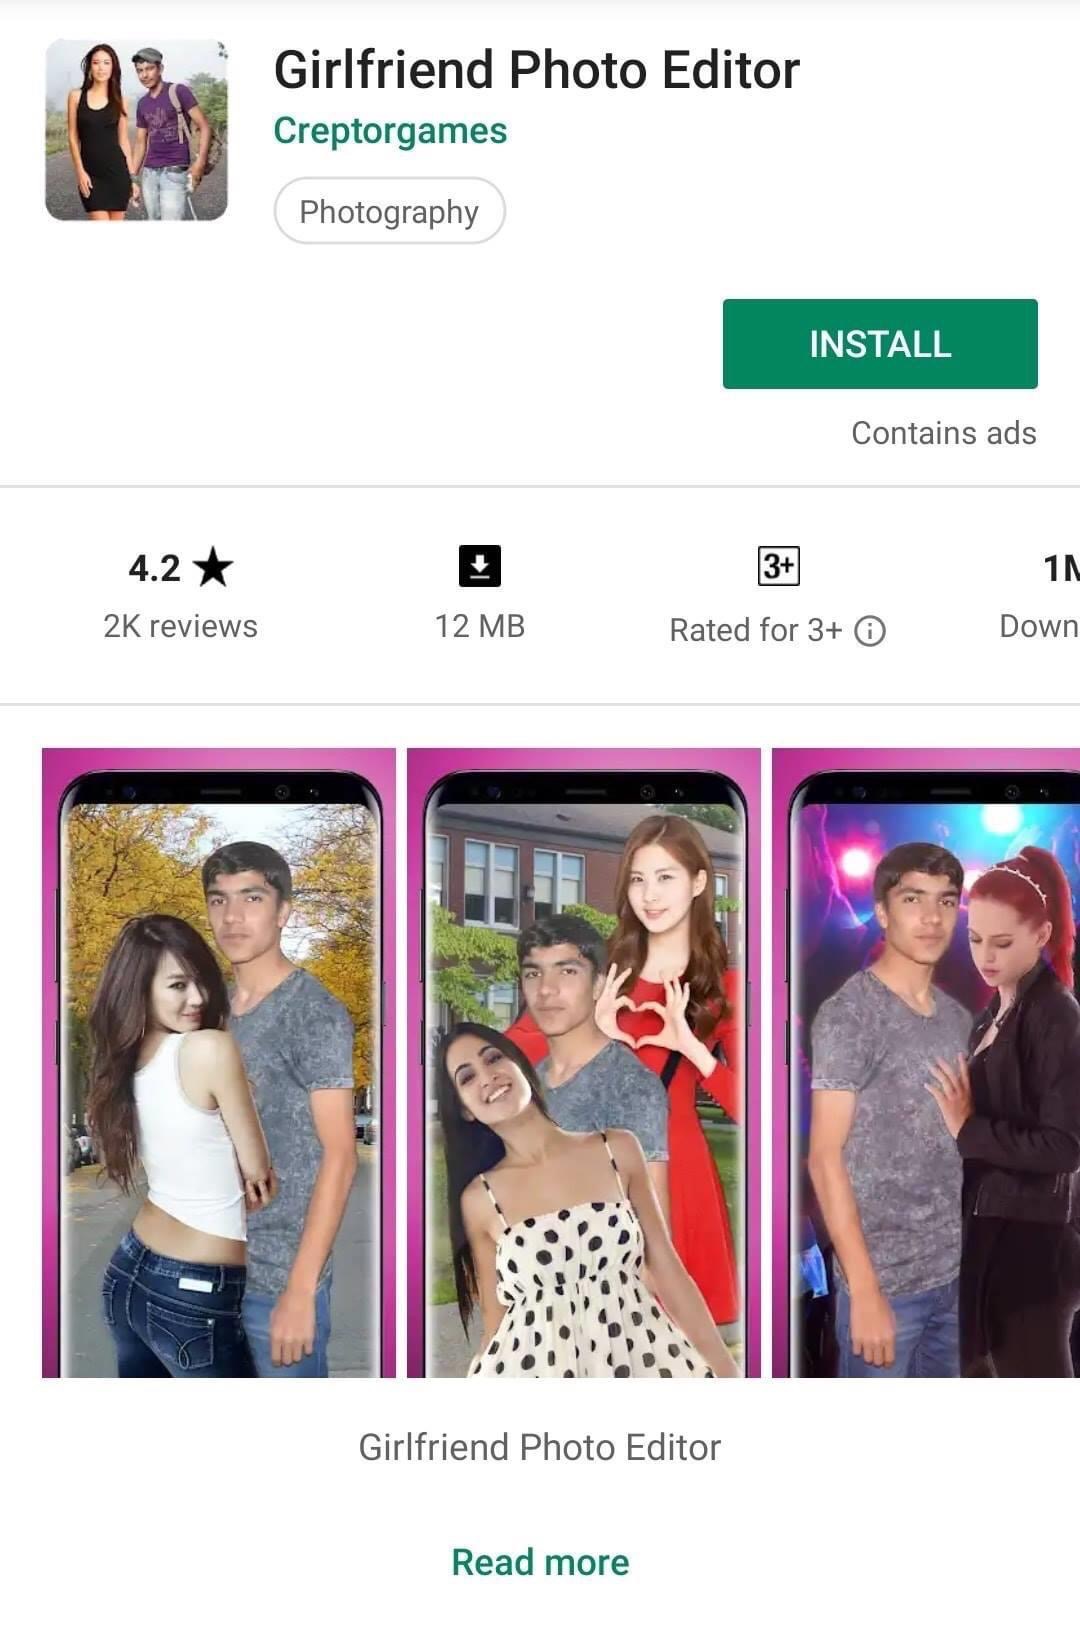 Girlfriend Photo Editor
Creptorgames
Photography
INSTALL
Contains ads
4.2 ★
2K reviews
12 MB
3+
Rated for 3+
1M
Down
Girlfriend Photo Editor
Read more